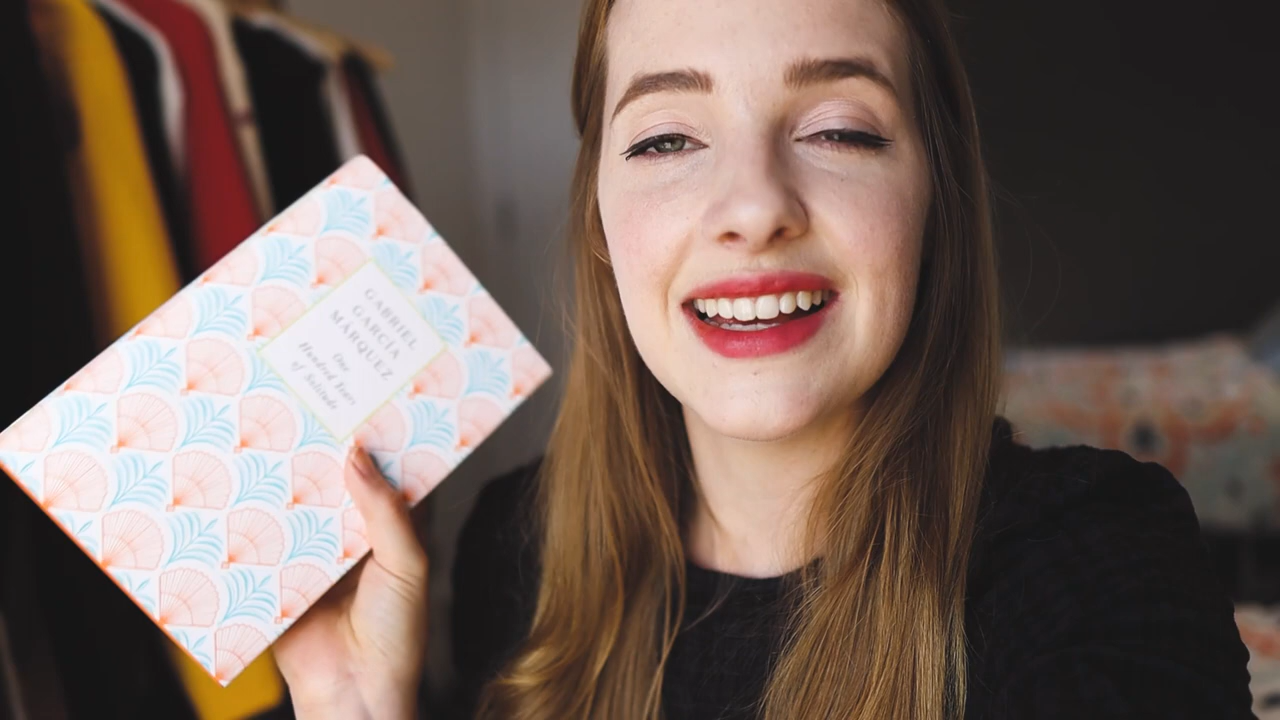 GABRIEL
GARCÍA
MÁRQUEZ
One
Hundred Years
of Solitude